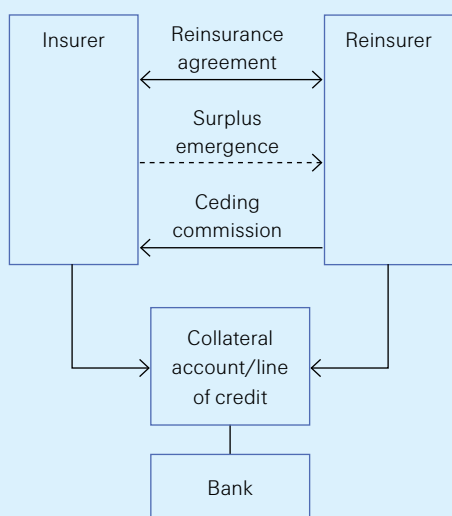 Insurer
Reinsurance
agreement
Reinsurer
Surplus
emergence
Ceding
commission
Collateral
account/line
of credit
Bank